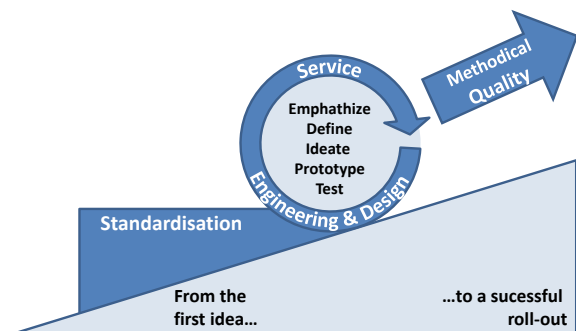 Service
Emphathize
Define
Ideate
Prototype
Test
Engineering & Design
Methodical
Quality
Standardisation
From the
first idea...
...to a sucessful
roll-out